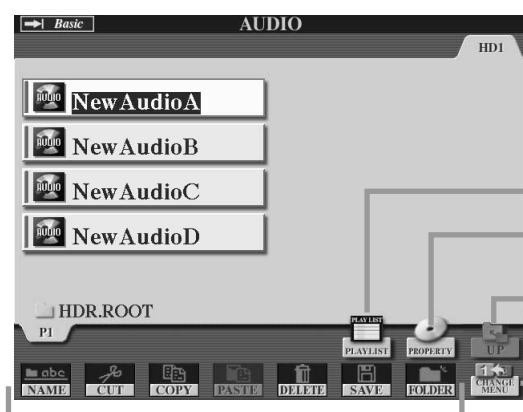 Basic
AUDIO
HD1
AUDIO NewAudioA
AUDIO NewAudioB
AUDIO NewAudioC
AUDIO NewAudioD
HDR.ROOT
P1
PLAY LIST
PLAYLIST
PROPERTY
UP
abc
NAME
CUT
COPY
PASTE
DELETE
SAVE
FOLDER
1
CHANGE
MENU